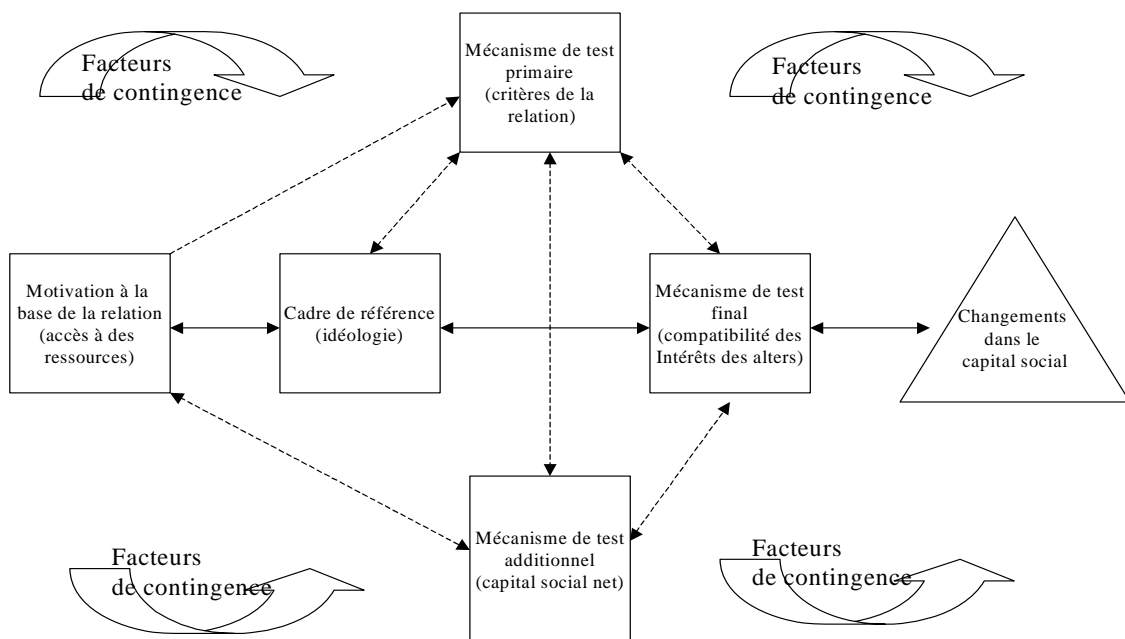 Facteurs
de contingence
Mécanisme de test
primaire
(critères de la
relation)
Facteurs
de contingence
Motivation à la
base de la relation
(accès à des
ressources)
Cadre de référence
(idéologie)
Mécanisme de test
final
(compatibilité des
Intérêts des alters)
Changements
dans le
capital social
Facteurs
de contingence
Mécanisme de test
additionnel
(capital social net)
Facteurs
de contingence